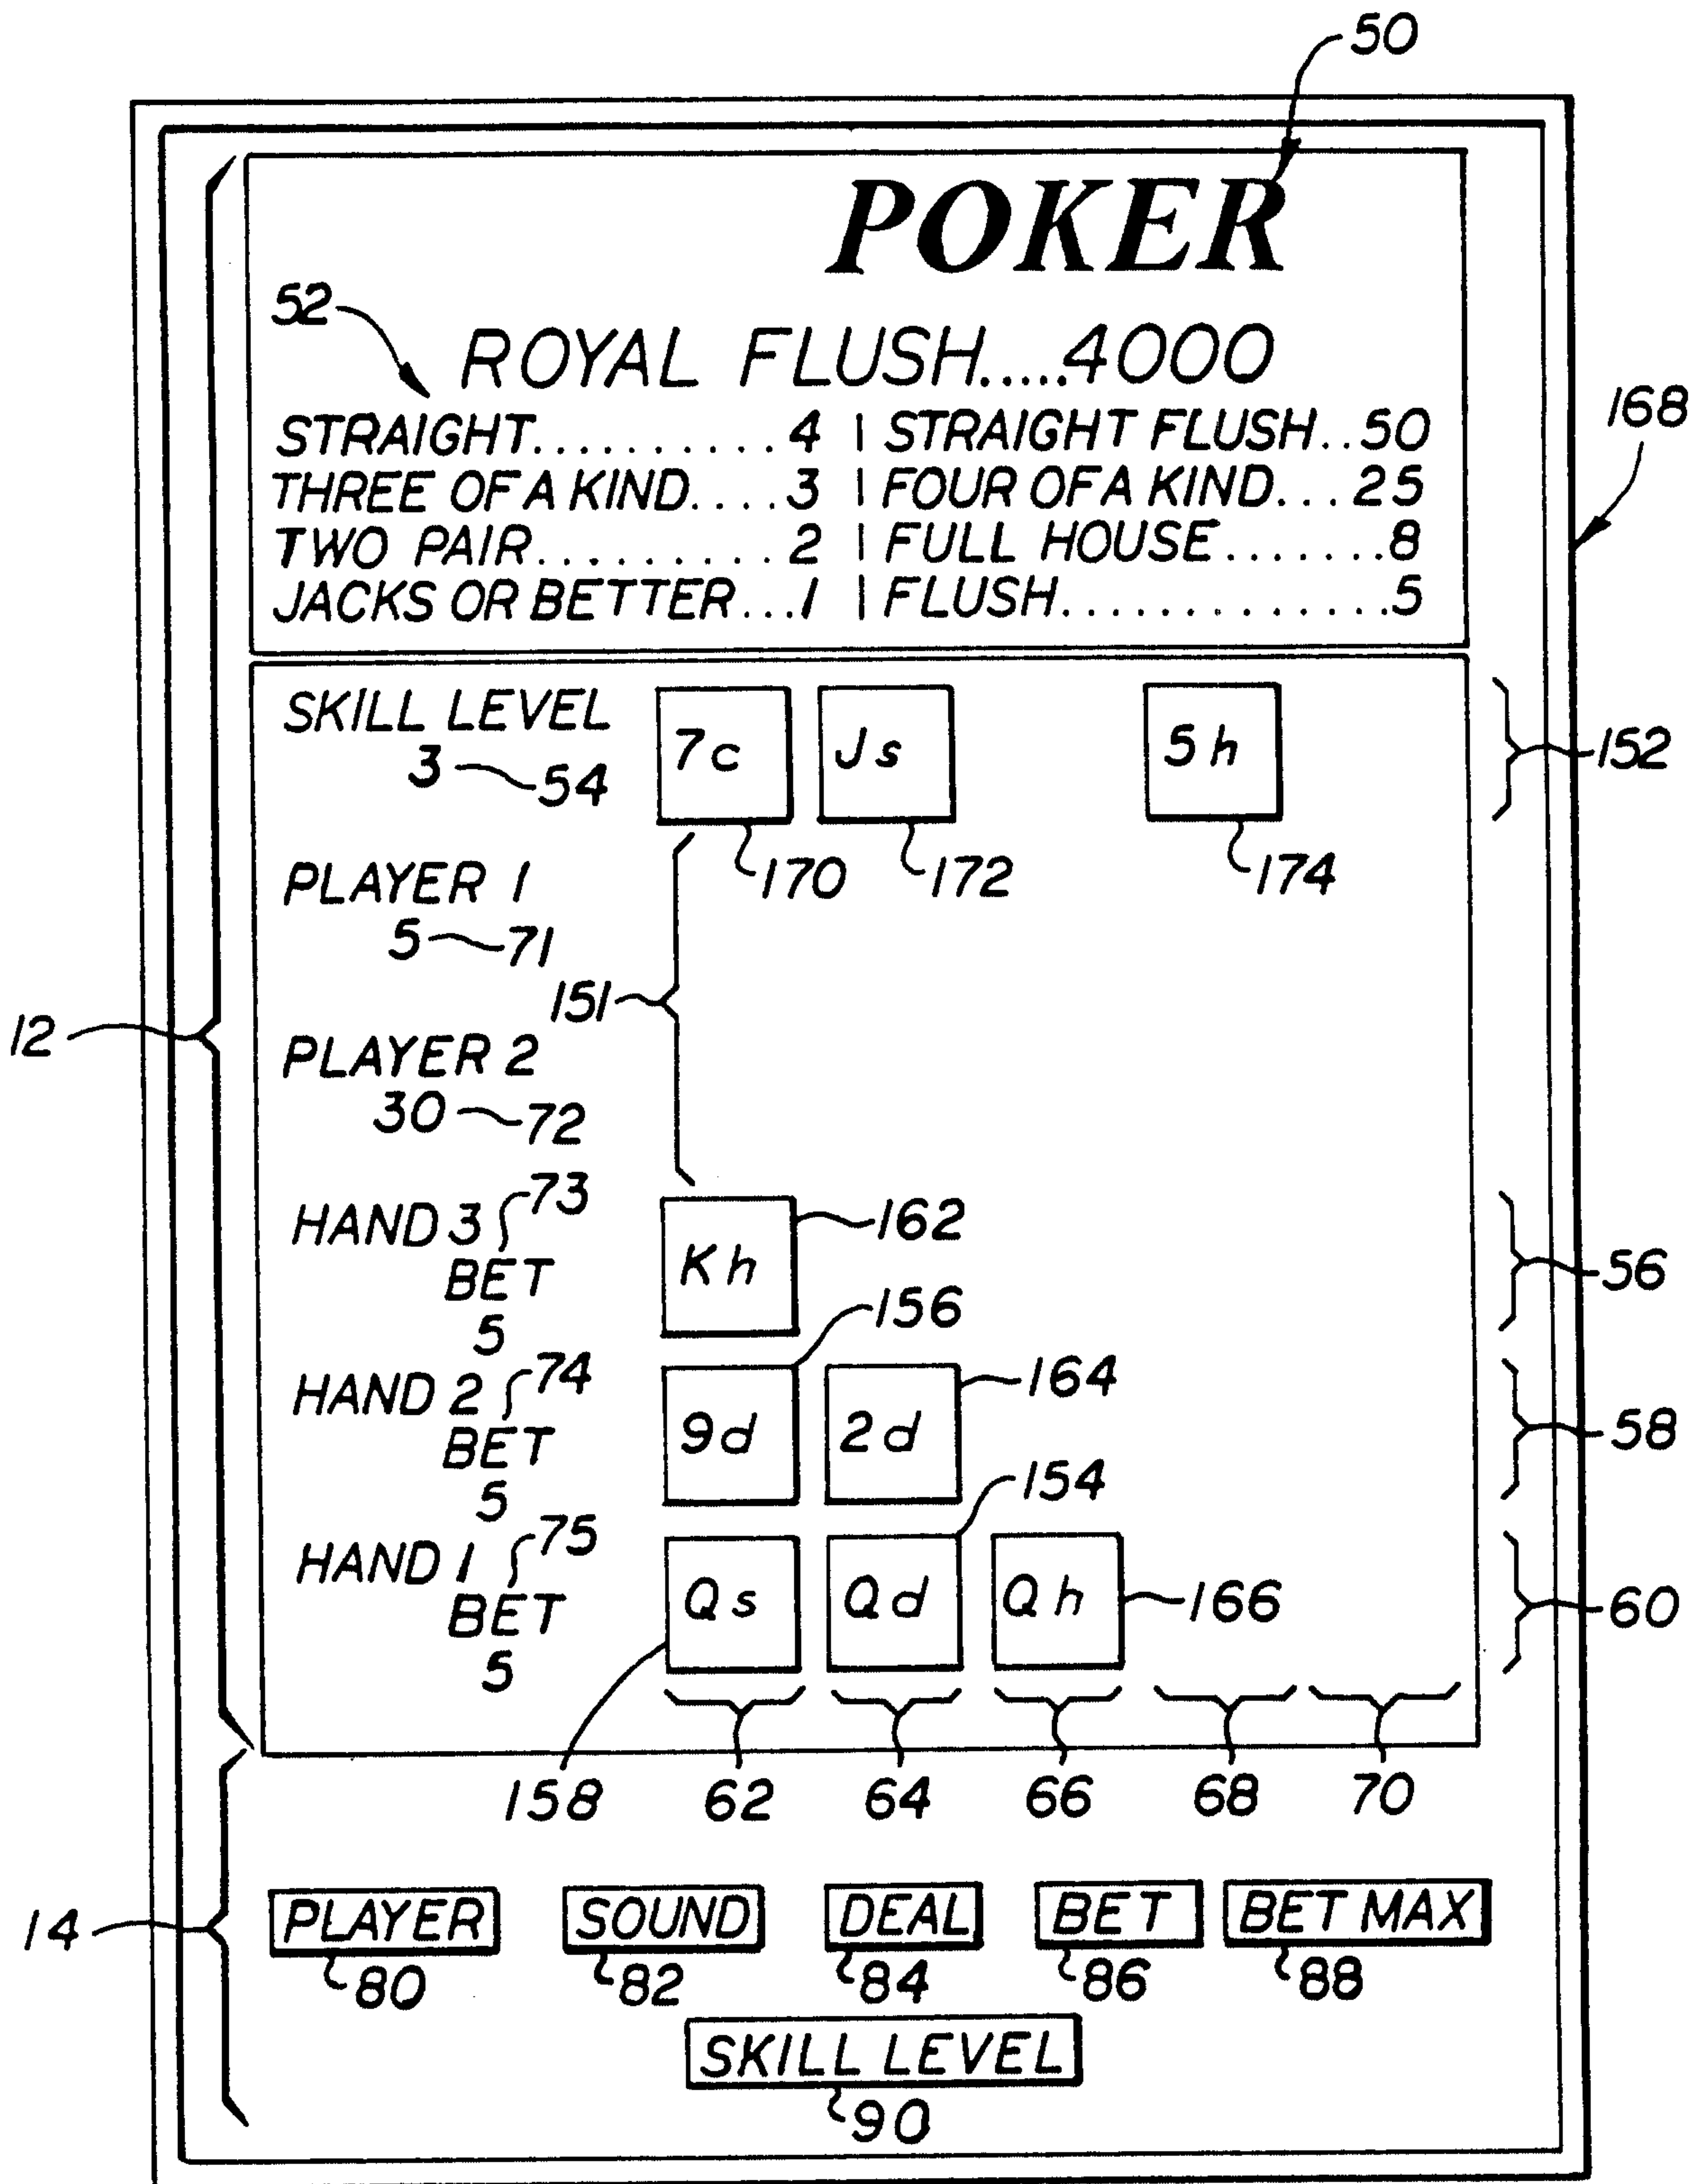 50
POKER
52
ROYAL FLUSH.....4000
STRAIGHT..........4 | STRAIGHT FLUSH..50
THREE OF A KIND....3 | FOUR OF A KIND...25
TWO PAIR..........2 | FULL HOUSE.......8
JACKS OR BETTER...1 | FLUSH.............5
168
SKILL LEVEL
3 54
7c Js 5h
152
170 172 174
PLAYER 1
5 71
151
12
PLAYER 2
30 72
HAND 3 73
BET
5
Kh
162
56
156
HAND 2 74
BET
5
9d 2d
164
58
154
HAND 1 75
BET
5
Qs Qd Qh
166
60
158 62 64 66 68 70
14
PLAYER SOUND DEAL BET BET MAX
80 82 84 86 88
SKILL LEVEL
90